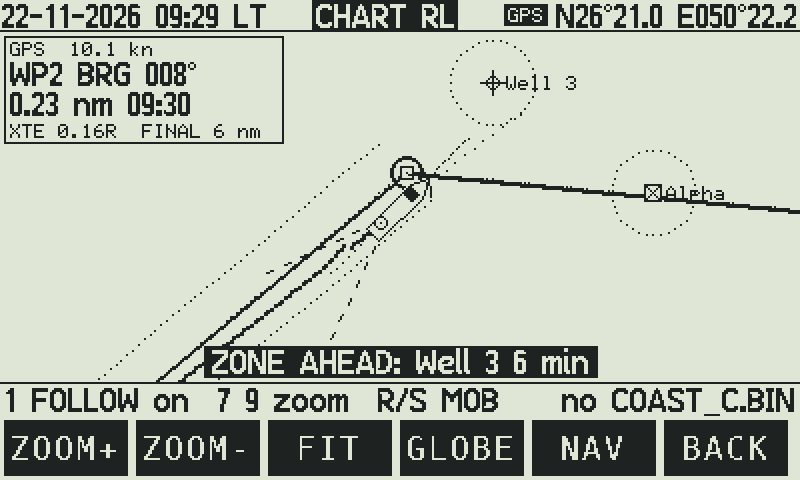 22-11-2026 09:29 LT CHART RL GPS N26°21.0 E050°22.2
GPS 10.1 kn
WP2 BRG 008°
0.23 nm 09:30
XTE 0.16R FINAL 6 nm
Well 3
Alpha
ZONE AHEAD: Well 3 6 min
1 FOLLOW on 7 9 zoom R/S MOB no COAST_C.BIN
ZOOM+ ZOOM- FIT GLOBE NAV BACK